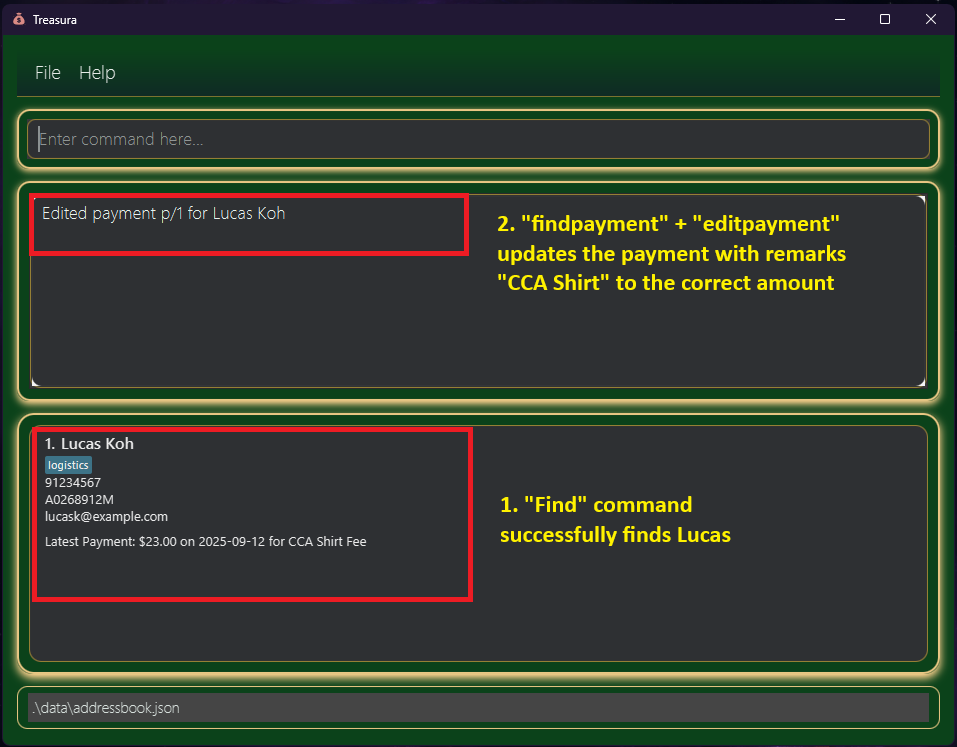 Treasura
File Help
Enter command here...
Edited payment p/1 for Lucas Koh
2. "findpayment" + "editpayment"
updates the payment with remarks
"CCA Shirt" to the correct amount
1. Lucas Koh
logistics
91234567
A0268912M
lucask@example.com
Latest Payment: $23.00 on 2025-09-12 for CCA Shirt Fee
1. "Find" command
successfully finds Lucas
.\data\addressbook.json